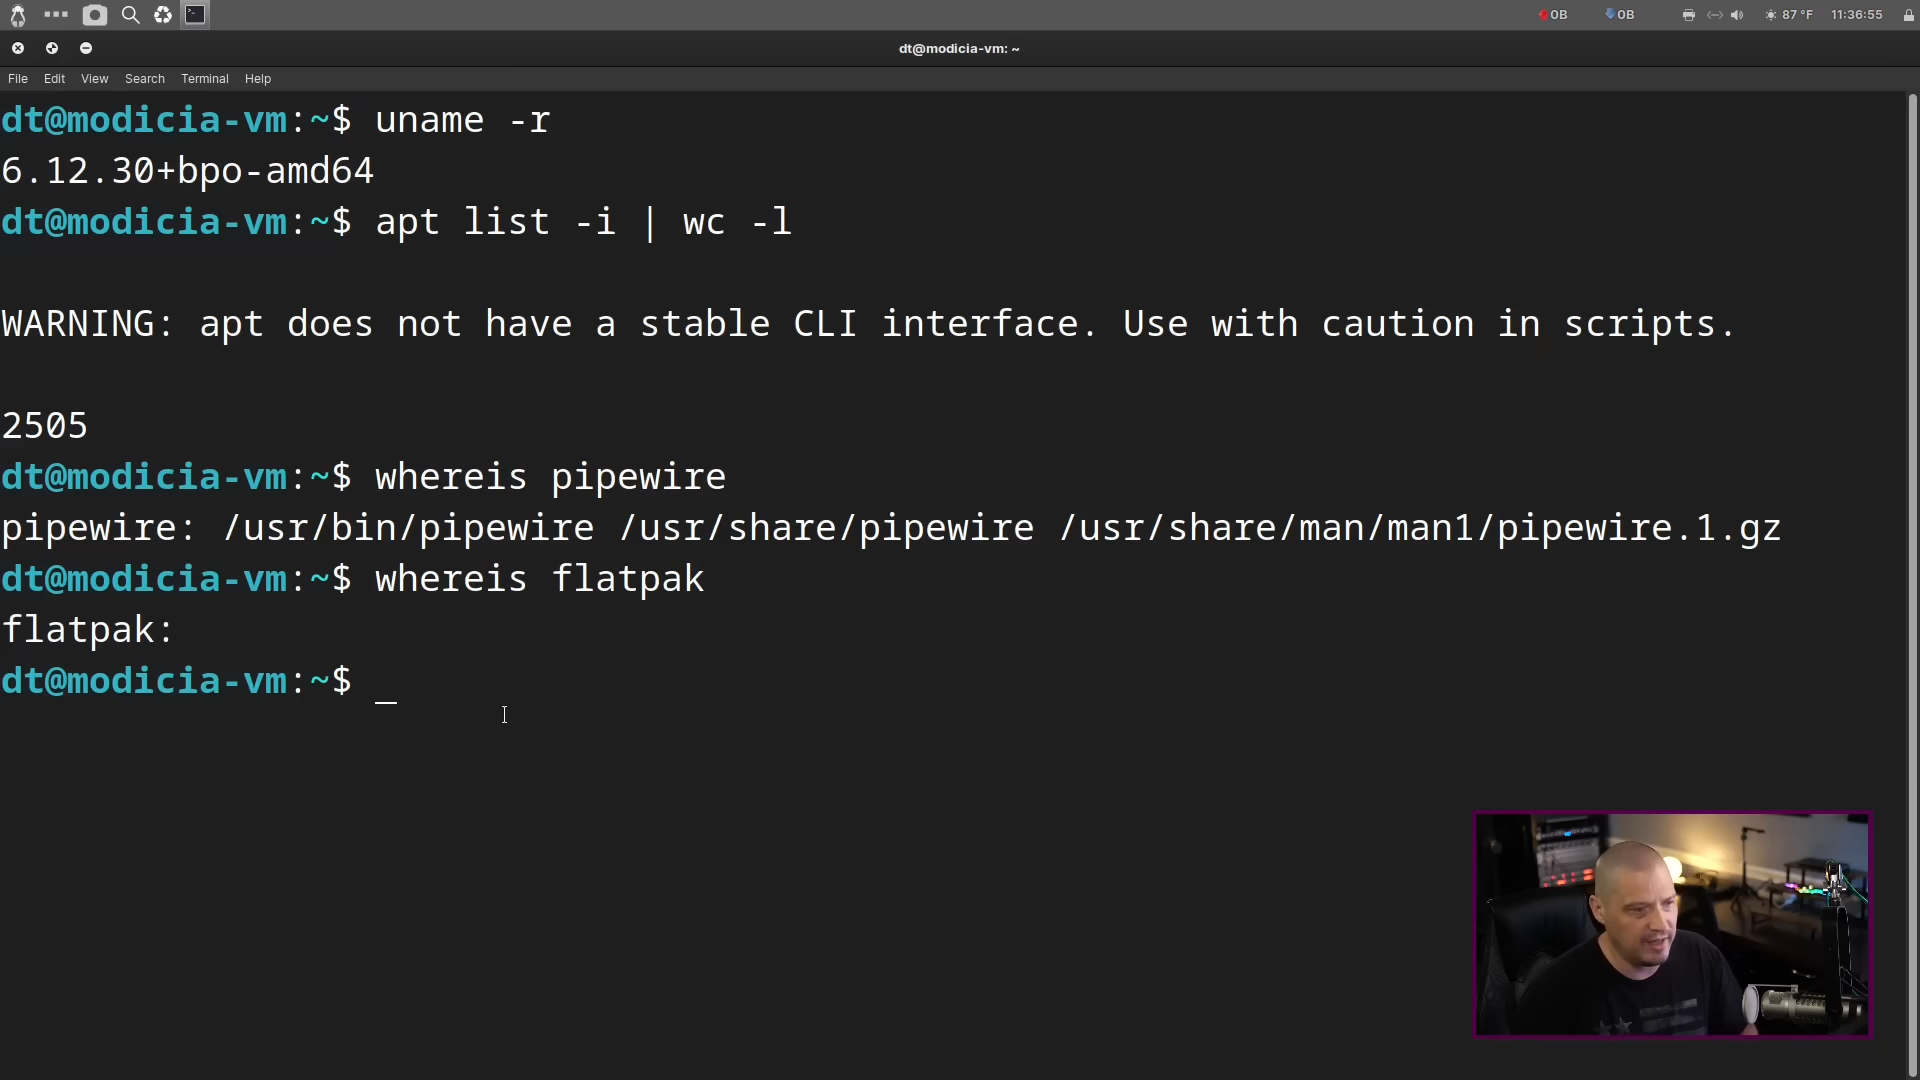 0B 0B 87 °F 11:36:55
dt@modicia-vm: ~
File Edit View Search Terminal Help
dt@modicia-vm:~$ uname -r
6.12.30+bpo-amd64
dt@modicia-vm:~$ apt list -i | wc -l
WARNING: apt does not have a stable CLI interface. Use with caution in scripts.
2505
dt@modicia-vm:~$ whereis pipewire
pipewire: /usr/bin/pipewire /usr/share/pipewire /usr/share/man/man1/pipewire.1.gz
dt@modicia-vm:~$ whereis flatpak
flatpak:
dt@modicia-vm:~$ _